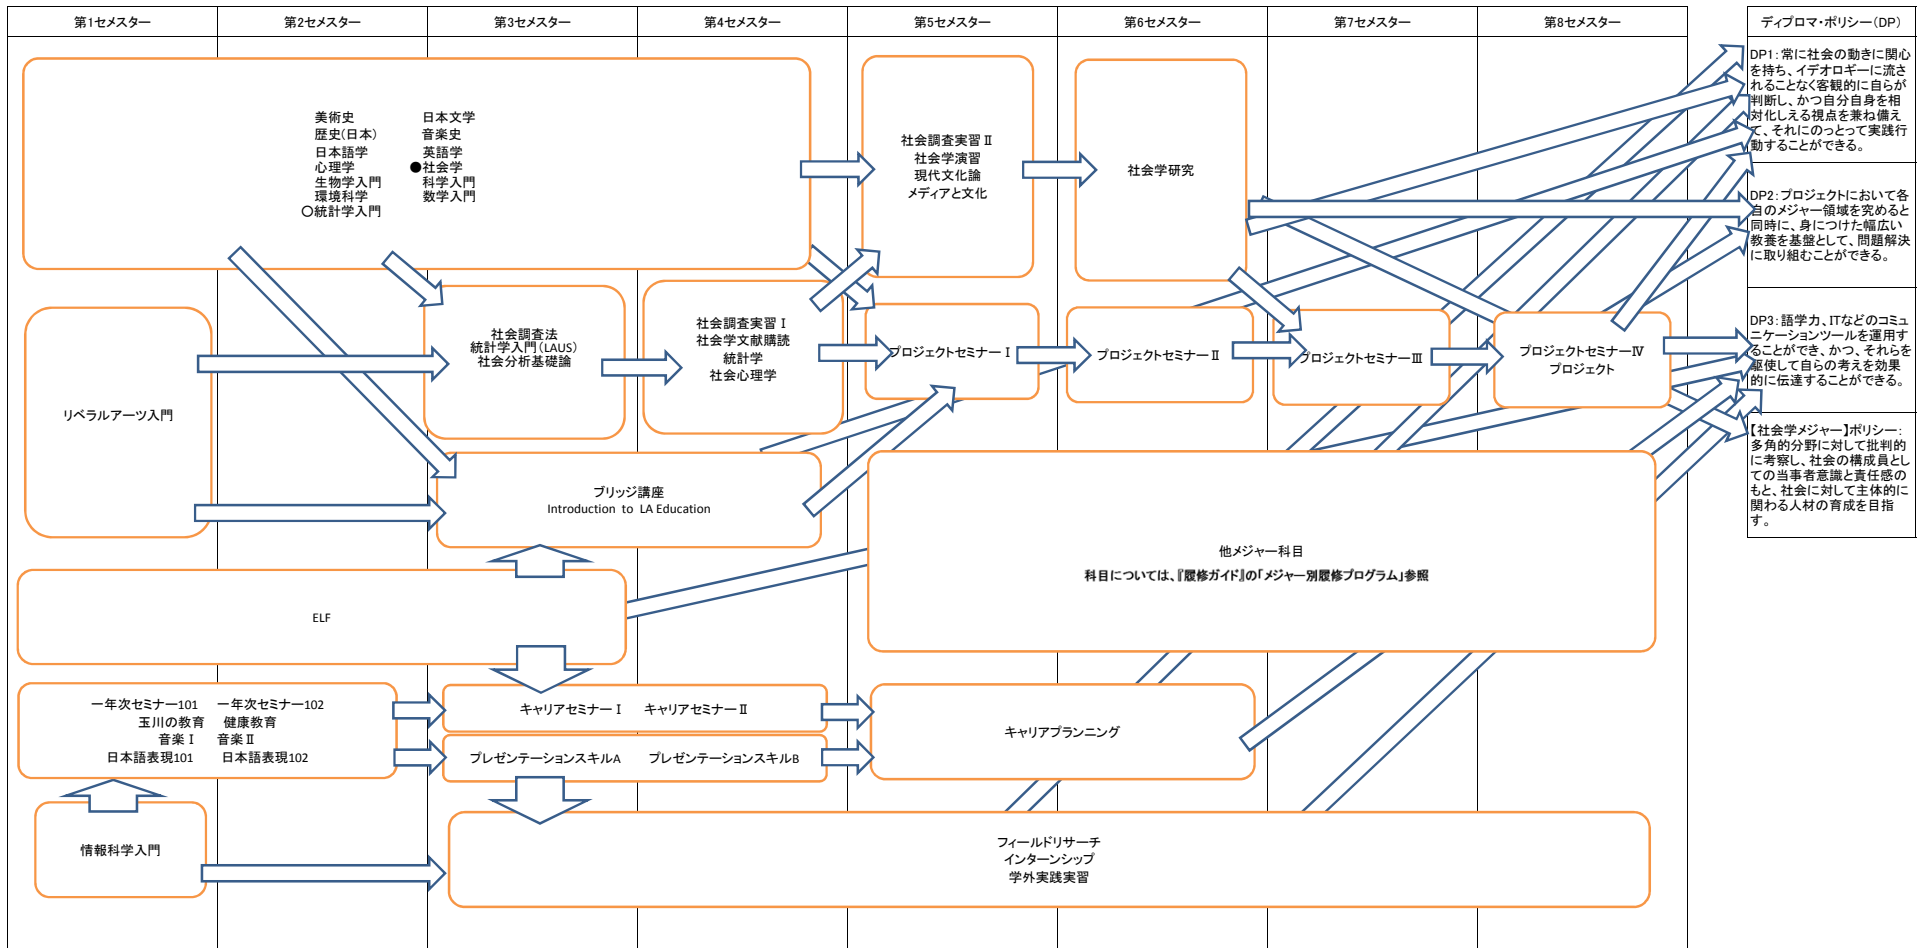 第1セメスター
第2セメスター
第3セメスター
第4セメスター
第5セメスター
第6セメスター
第7セメスター
第8セメスター
ディプロマ・ポリシー(DP)
美術史 日本文学
歴史(日本) 音楽史
日本語学 英語学
心理学 ●社会学
生物学入門 科学入門
環境科学 数学入門
○統計学入門
社会調査実習Ⅱ
社会学演習
現代文化論
メディアと文化
社会学研究
リベラルアーツ入門
社会調査法
統計学入門(LAUS)
社会分析基礎論
社会調査実習Ⅰ
社会学文献購読
統計学
社会心理学
プロジェクトセミナーⅠ
プロジェクトセミナーⅡ
プロジェクトセミナーⅢ
プロジェクトセミナーⅣ
プロジェクト
ブリッジ講座
Introduction to LA Education
他メジャー科目
科目については、『履修ガイド』の「メジャー別履修プログラム」参照
ELF
一年次セミナー101 一年次セミナー102
玉川の教育 健康教育
音楽Ⅰ 音楽Ⅱ
日本語表現101 日本語表現102
キャリアセミナーⅠ キャリアセミナーⅡ
プレゼンテーションスキルA プレゼンテーションスキルB
キャリアプランニング
情報科学入門
フィールドリサーチ
インターンシップ
学外実践実習
DP1：常に社会の動きに関心
を持ち、イデオロギーに流さ
れることなく客観的に自らが
判断し、かつ自分自身を相
対化しえる視点を兼ね備え
て、それにのっとって実践行
動することができる。
DP2：プロジェクトにおいて各
自のメジャー領域を究めると
同時に、身につけた幅広い
教養を基盤として、問題解決
に取り組むことができる。
DP3：語学力、ITなどのコミュ
ニケーションツールを運用す
ることができ、かつ、それらを
駆使して自らの考えを効果
的に伝達することができる。
【社会学メジャー】ポリシー：
多角的分野に対して批判的
に考察し、社会の構成員とし
ての当事者意識と責任感の
もと、社会に対して主体的に
関わる人材の育成を目指
す。